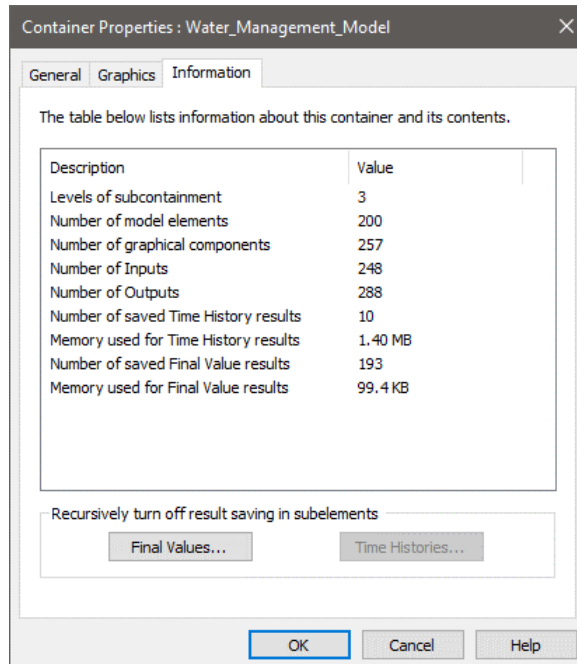 Container Properties : Water_Management_Model
General Graphics Information
The table below lists information about this container and its contents.
Description Value
Levels of subcontainment 3
Number of model elements 200
Number of graphical components 257
Number of Inputs 248
Number of Outputs 288
Number of saved Time History results 10
Memory used for Time History results 1.40 MB
Number of saved Final Value results 193
Memory used for Final Value results 99.4 KB
Recursively turn off result saving in subelements
Final Values... Time Histories...
OK Cancel Help